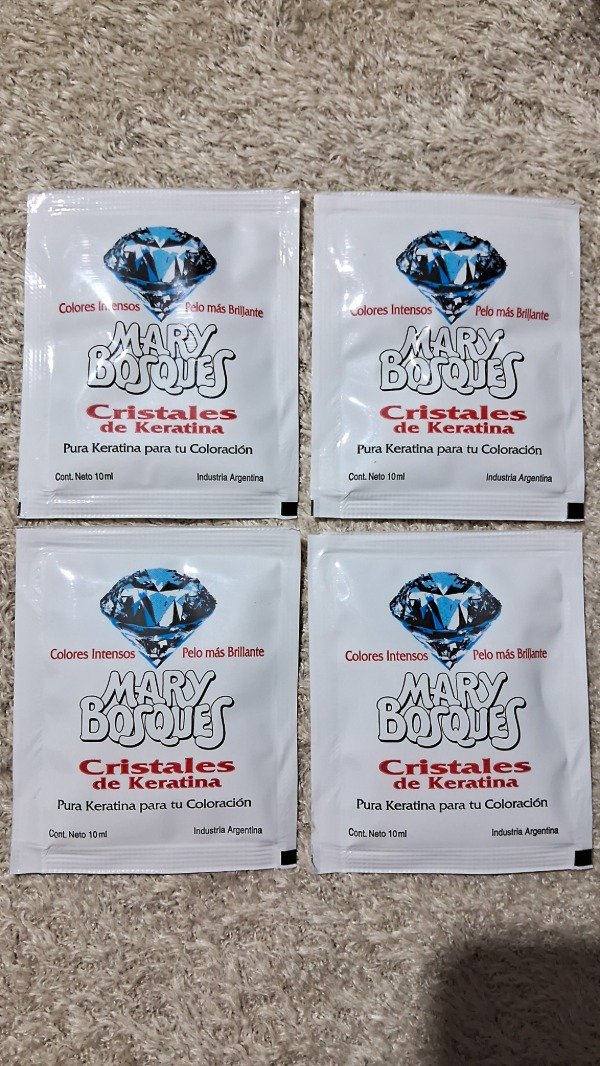 Colores Intensos Pelo más Brillante
MARY
BOSQUES
Cristales
de Keratina
Pura Keratina para tu Coloración
Cont. Neto 10 ml Industria Argentina
Colores Intensos Pelo más Brillante
MARY
BOSQUES
Cristales
de Keratina
Pura Keratina para tu Coloración
Cont. Neto 10 ml Industria Argentina
Colores Intensos Pelo más Brillante
MARY
BOSQUES
Cristales
de Keratina
Pura Keratina para tu Coloración
Cont. Neto 10 ml Industria Argentina
Colores Intensos Pelo más Brillante
MARY
BOSQUES
Cristales
de Keratina
Pura Keratina para tu Coloración
Cont. Neto 10 ml Industria Argentina